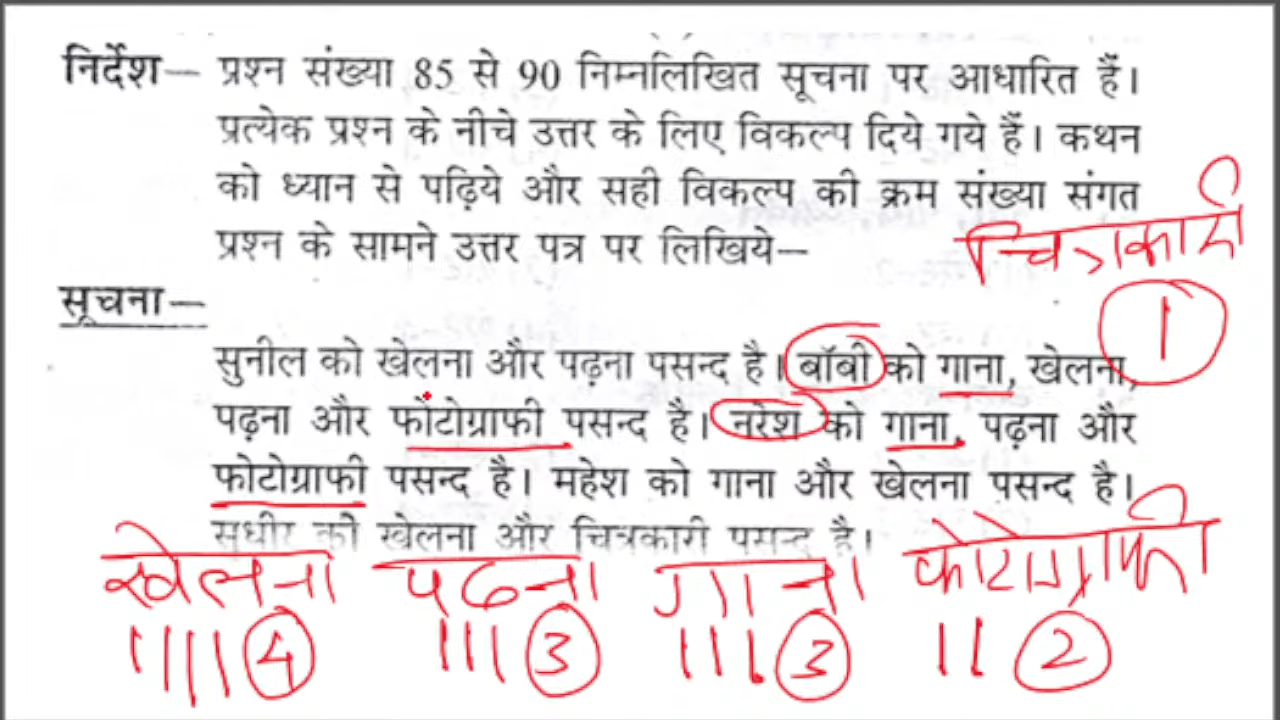 निर्देश— प्रश्न संख्या 85 से 90 निम्नलिखित सूचना पर आधारित हैं।
प्रत्येक प्रश्न के नीचे उत्तर के लिए विकल्प दिये गये हैं। कथन
को ध्यान से पढ़िये और सही विकल्प की क्रम संख्या संगत
प्रश्न के सामने उत्तर पत्र पर लिखिये—
चित्रकारी
1
सूचना—
सुनील को खेलना और पढ़ना पसन्द है। बॉबी को गाना, खेलना,
पढ़ना और फोटोग्राफी पसन्द है। नरेश को गाना, पढ़ना और
फोटोग्राफी पसन्द है। महेश को गाना और खेलना पसन्द है।
सुधीर को खेलना और चित्रकारी पसन्द है।
खेलना पढना गाना फोटोग्राफी
|||| 4 ||| 3 ||| 3 || 2